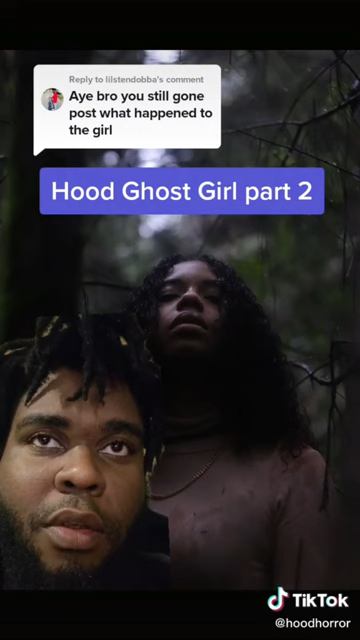 Reply to lilstendobba's comment
Aye bro you still gone
post what happened to
the girl
Hood Ghost Girl part 2
TikTok
@hoodhorror